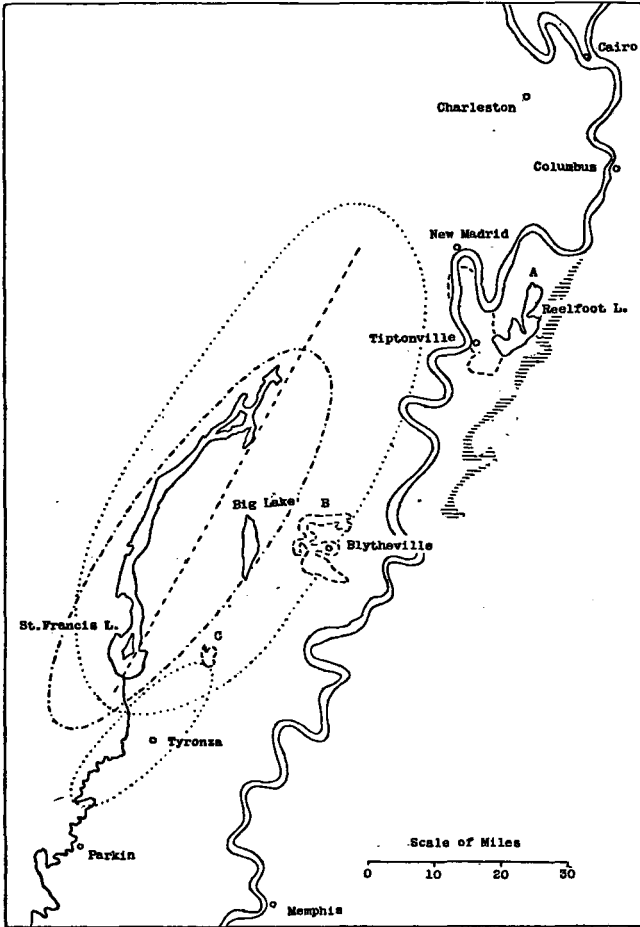 Cairo
Charleston
Columbus
New Madrid
A
Reelfoot L.
Tiptonville
Big Lake
B
Blytheville
St.Francis L.
C
Tyronza
Parkin
Scale of Miles
0 10 20 30
Memphis